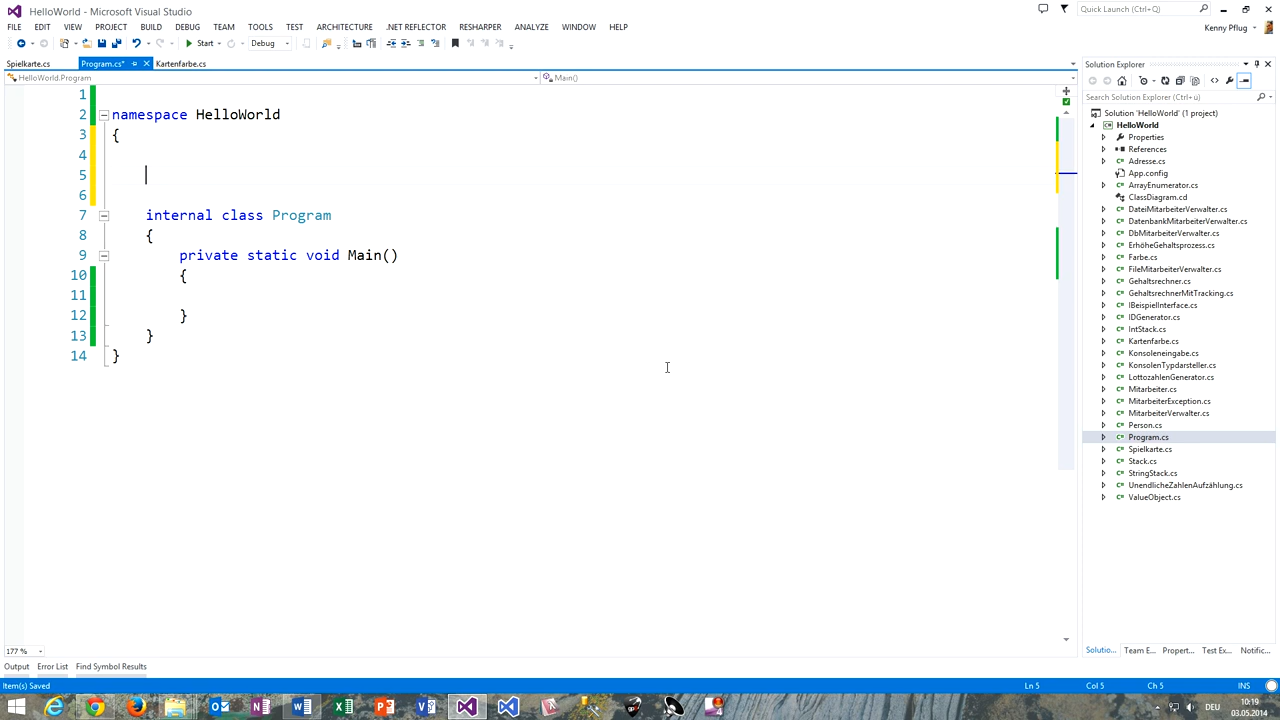 HelloWorld - Microsoft Visual Studio
Quick Launch (Ctrl+Q)
FILE EDIT VIEW PROJECT BUILD DEBUG TEAM TOOLS TEST ARCHITECTURE .NET REFLECTOR RESHARPER ANALYZE WINDOW HELP
Kenny Pflug
Start Debug
Spielkarte.cs Program.cs* Kartenfarbe.cs
HelloWorld.Program Main()
1
2 namespace HelloWorld
3 {
4
5
6
7 internal class Program
8 {
9 private static void Main()
10 {
11
12 }
13 }
14 }
177 %
Solution Explorer
Search Solution Explorer (Ctrl+ü)
Solution 'HelloWorld' (1 project)
HelloWorld
Properties
References
Adresse.cs
App.config
ArrayEnumerator.cs
ClassDiagram.cd
DateiMitarbeiterVerwalter.cs
DatenbankMitarbeiterVerwalter.cs
DbMitarbeiterVerwalter.cs
ErhöheGehaltsprozess.cs
Farbe.cs
FileMitarbeiterVerwalter.cs
Gehaltsrechner.cs
GehaltsrechnerMitTracking.cs
IBeispielInterface.cs
IDGenerator.cs
IntStack.cs
Kartenfarbe.cs
Konsoleneingabe.cs
KonsolenTypdarsteller.cs
LottozahlenGenerator.cs
Mitarbeiter.cs
MitarbeiterException.cs
MitarbeiterVerwalter.cs
Person.cs
Program.cs
Spielkarte.cs
Stack.cs
StringStack.cs
UnendlicheZahlenAufzählung.cs
ValueObject.cs
Solutio... Team E... Propert... Test Ex... Notific...
Output Error List Find Symbol Results
Item(s) Saved Ln 5 Col 5 Ch 5 INS
DEU 10:19
03.05.2014